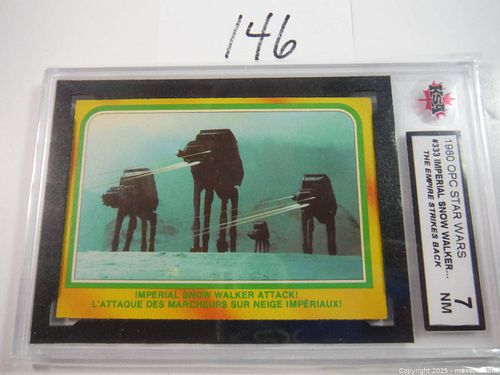 146
IMPERIAL SNOW WALKER ATTACK!
L'ATTAQUE DES MARCHEURS SUR NEIGE IMPÉRIAUX!
KSA
1980 OPC STAR WARS
#333 IMPERIAL SNOW WALKER...
THE EMPIRE STRIKES BACK
7
NM